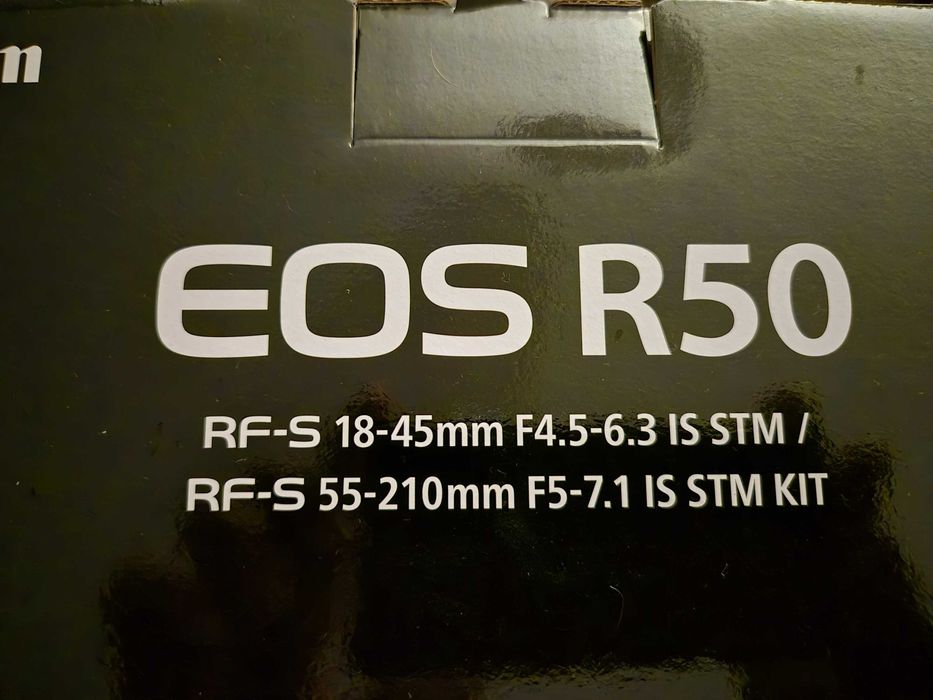 n
EOS R50
RF-S 18-45mm F4.5-6.3 IS STM /
RF-S 55-210mm F5-7.1 IS STM KIT